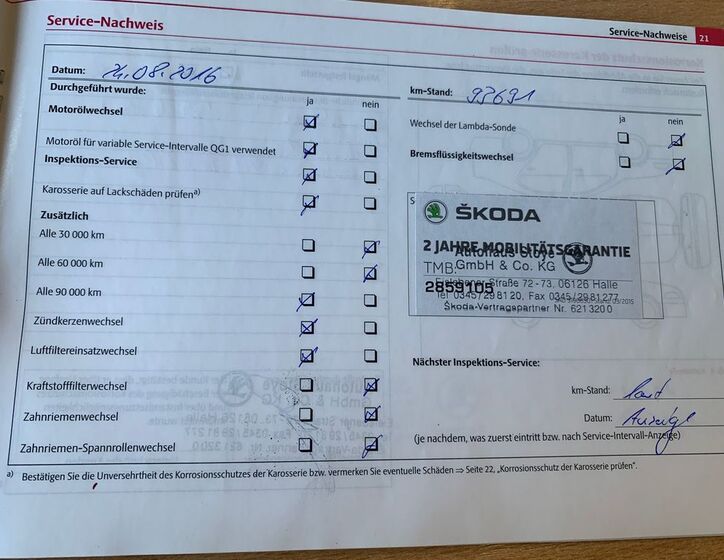 Service-Nachweis
Service-Nachweise 21
Datum: 24.08.2016
Durchgeführt wurde:
ja nein
Motorölwechsel
Motoröl für variable Service-Intervalle QG1 verwendet
Inspektions-Service
Karosserie auf Lackschäden prüfen a)
Zusätzlich
Alle 30 000 km
Alle 60 000 km
Alle 90 000 km
Zündkerzenwechsel
Luftfiltereinsatzwechsel
Kraftstofffilterwechsel
Zahnriemenwechsel
Zahnriemen-Spannrollenwechsel
km-Stand: 93691
ja nein
Wechsel der Lambda-Sonde
Bremsflüssigkeitswechsel
S
ŠKODA
2 JAHRE MOBILITÄTSGARANTIE
Autohaus
TMB
GmbH & Co. KG
Straße 72 - 73, 06126 Halle
2859105
Tel 0345/29 81 20, Fax 0345/29 81 277
Škoda-Vertragspartner Nr. 621 320 0
Nächster Inspektions-Service:
km-Stand: laut
Datum: Anzeige
(je nachdem, was zuerst eintritt bzw. nach Service-Intervall-Anzeige)
a) Bestätigen Sie die Unversehrtheit des Korrosionsschutzes der Karosserie bzw. vermerken Sie eventuelle Schäden ⇒ Seite 22, „Korrosionsschutz der Karosserie prüfen".